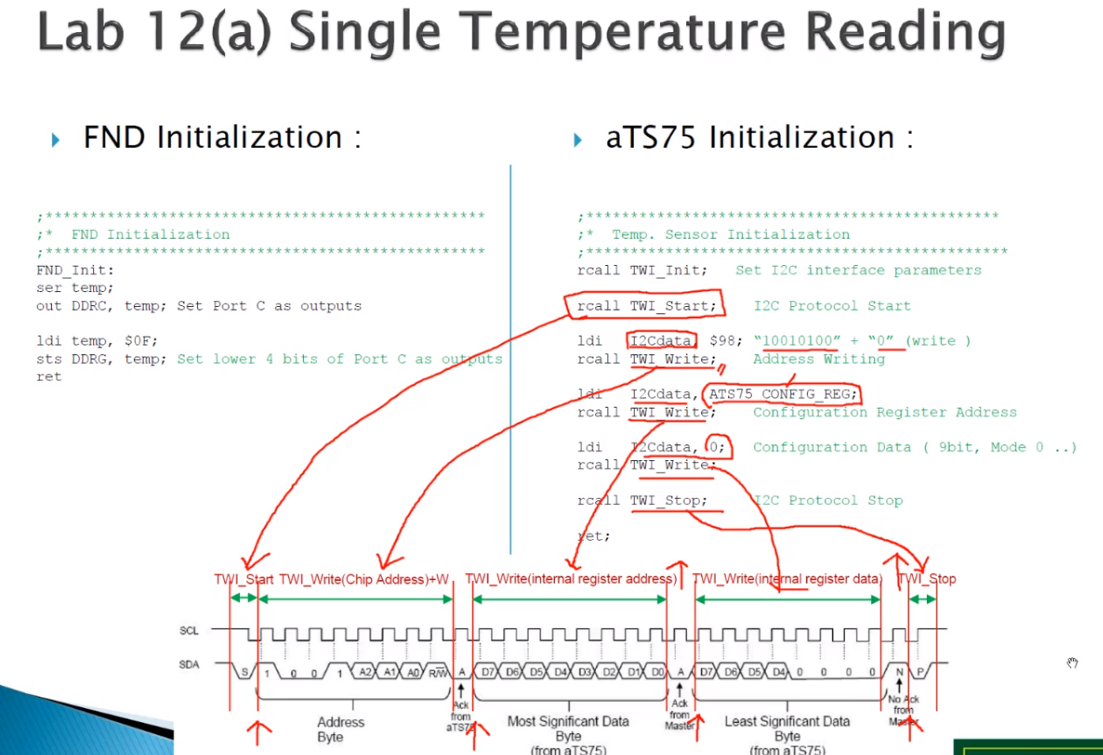 Lab 12(a) Single Temperature Reading
FND Initialization :
;**************************************************
;* FND Initialization
;**************************************************
FND_Init:
ser temp;
out DDRC, temp; Set Port C as outputs
ldi temp, $0F;
sts DDRG, temp; Set lower 4 bits of Port C as outputs
ret
aTS75 Initialization :
;***********************************************
;* Temp. Sensor Initialization
;************************************************
rcall TWI_Init; Set I2C interface parameters
rcall TWI_Start; I2C Protocol Start
ldi I2Cdata, $98; "10010100" + "0" (write )
rcall TWI_Write; Address Writing
ldi I2Cdata, ATS75_CONFIG_REG;
rcall TWI_Write; Configuration Register Address
ldi I2Cdata, 0; Configuration Data ( 9bit, Mode 0 ..)
rcall TWI_Write;
rcall TWI_Stop; I2C Protocol Stop
ret;
TWI_Start TWI_Write(Chip Address)+W TWI_Write(internal register address) TWI_Write(internal register data) TWI_Stop
SCL
SDA S 1 0 0 1 A2 A1 A0 R/W A D7 D6 D5 D4 D3 D2 D1 D0 A D7 D6 D5 D4 0 0 0 0 N P
Address
Byte
Ack
from
aTS75
Most Significant Data
Byte
(from aTS75)
Ack
from
Master
Least Significant Data
Byte
(from aTS75)
No Ack
from
Master